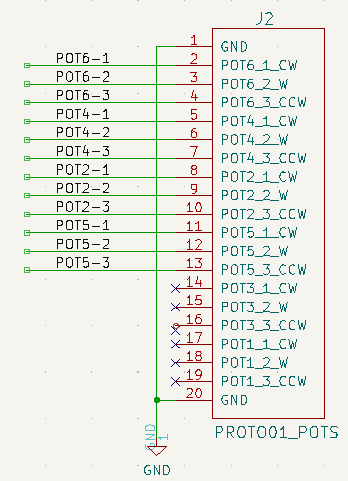 J2
1 GND
POT6-1 2 POT6_1_CW
POT6-2 3 POT6_2_W
POT6-3 4 POT6_3_CCW
POT4-1 5 POT4_1_CW
POT4-2 6 POT4_2_W
POT4-3 7 POT4_3_CCW
POT2-1 8 POT2_1_CW
POT2-2 9 POT2_2_W
POT2-3 10 POT2_3_CCW
POT5-1 11 POT5_1_CW
POT5-2 12 POT5_2_W
POT5-3 13 POT5_3_CCW
14 POT3_1_CW
15 POT3_2_W
16 POT3_3_CCW
17 POT1_1_CW
18 POT1_2_W
19 POT1_3_CCW
20 GND
PROTO01_POTS
GND
1
GND